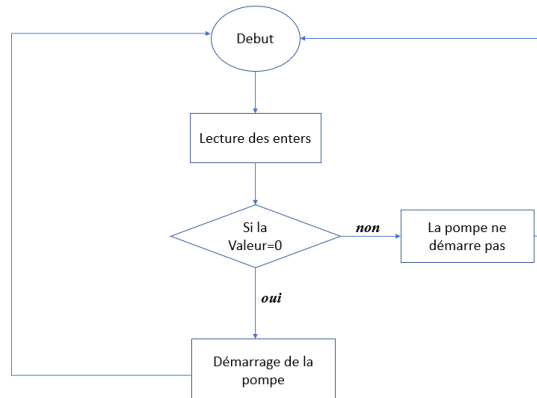 Debut
Lecture des enters
Si la
Valeur=0
non
La pompe ne
démarre pas
oui
Démarrage de la
pompe